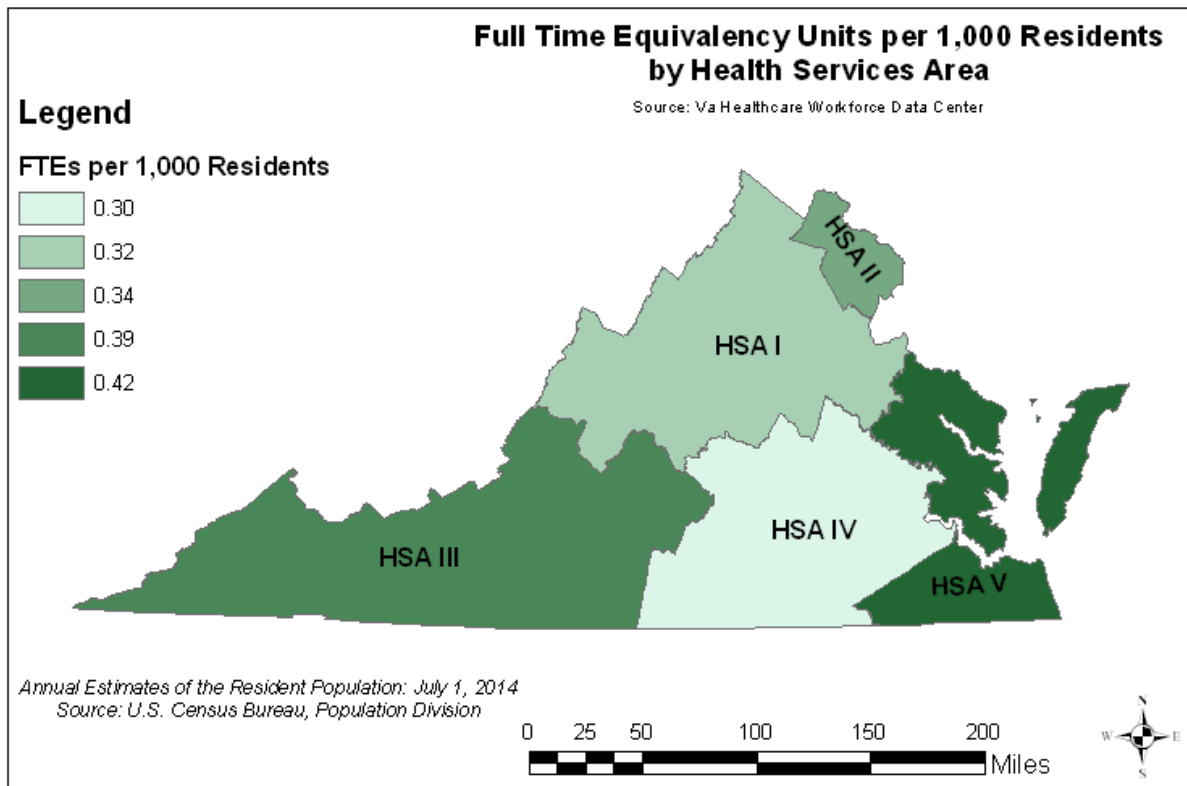 Full Time Equivalency Units per 1,000 Residents
by Health Services Area
Source: Va Healthcare Workforce Data Center
Legend
FTEs per 1,000 Residents
0.30
0.32
0.34
0.39
0.42
HSA II
HSA I
HSA IV
HSA III
HSA V
Annual Estimates of the Resident Population: July 1, 2014
Source: U.S. Census Bureau, Population Division
0 25 50 100 150 200
Miles
N
W E
S